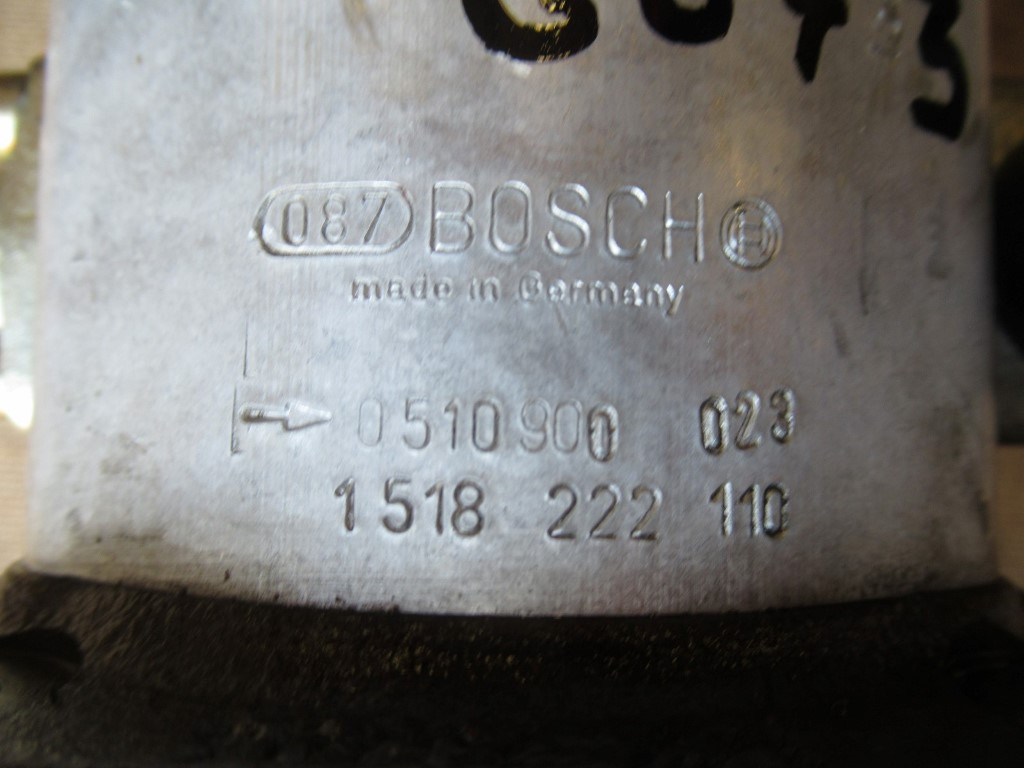 087 BOSCH
made in Germany
0 510 900 023
1 518 222 110